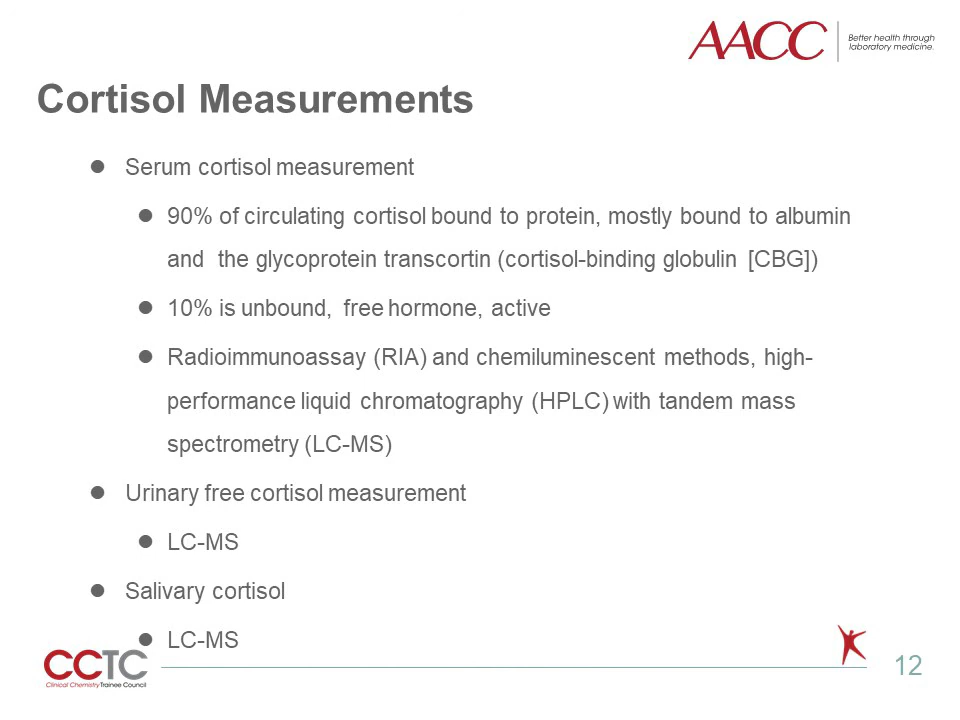 AACC
Better health through
laboratory medicine.
Cortisol Measurements
● Serum cortisol measurement
● 90% of circulating cortisol bound to protein, mostly bound to albumin
and the glycoprotein transcortin (cortisol-binding globulin [CBG])
● 10% is unbound, free hormone, active
● Radioimmunoassay (RIA) and chemiluminescent methods, high-
performance liquid chromatography (HPLC) with tandem mass
spectrometry (LC-MS)
● Urinary free cortisol measurement
● LC-MS
● Salivary cortisol
● LC-MS
CCTC
Clinical Chemistry Trainee Council
12